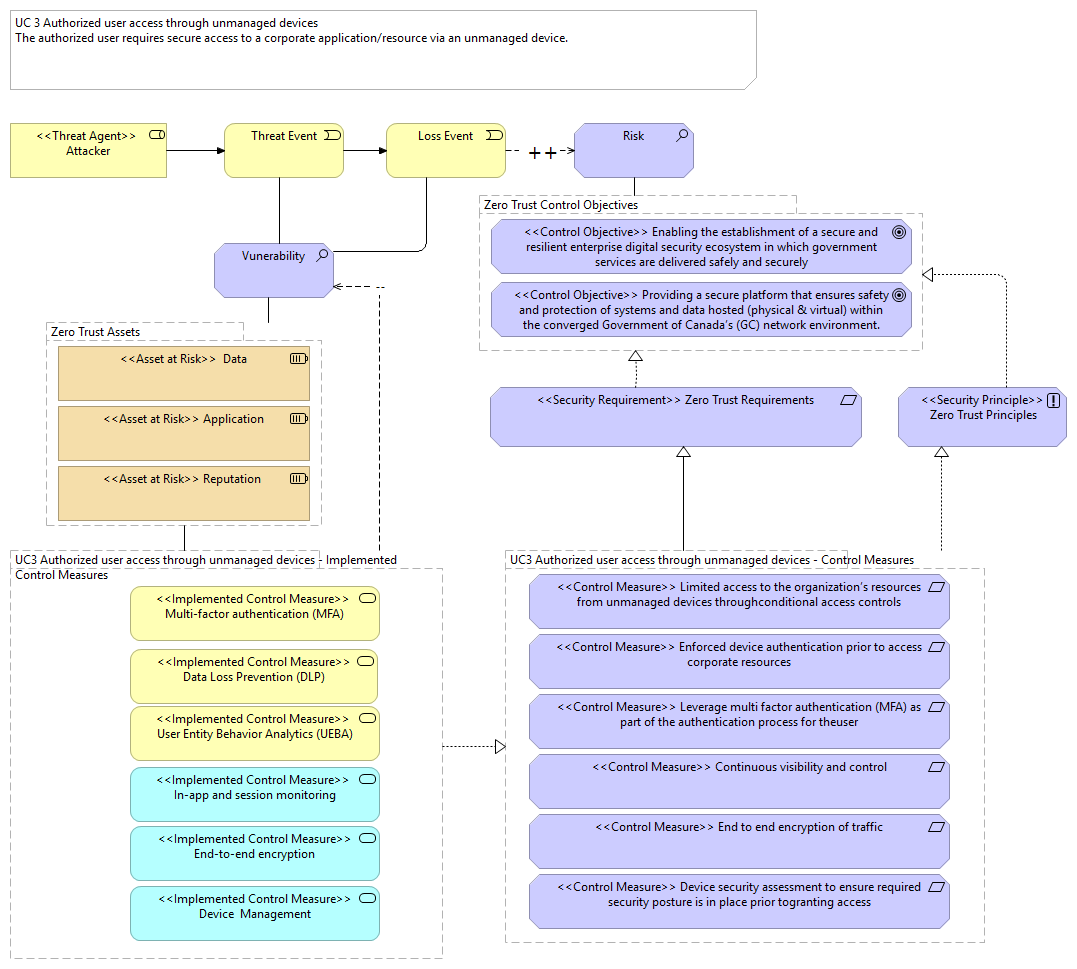 UC 3 Authorized user access through unmanaged devices
The authorized user requires secure access to a corporate application/resource via an unmanaged device.
<<Threat Agent>>
Attacker
Threat Event
Loss Event
++
Risk
Zero Trust Control Objectives
<<Control Objective>> Enabling the establishment of a secure and
resilient enterprise digital security ecosystem in which government
services are delivered safely and securely
<<Control Objective>> Providing a secure platform that ensures safety
and protection of systems and data hosted (physical & virtual) within
the converged Government of Canada's (GC) network environment.
Vunerability
Zero Trust Assets
<<Asset at Risk>>  Data
<<Asset at Risk>> Application
<<Asset at Risk>> Reputation
<<Security Requirement>> Zero Trust Requirements
<<Security Principle>>
Zero Trust Principles
UC3 Authorized user access through unmanaged devices - Implemented
Control Measures
<<Implemented Control Measure>>
Multi-factor authentication (MFA)
<<Implemented Control Measure>>
Data Loss Prevention (DLP)
<<Implemented Control Measure>>
User Entity Behavior Analytics (UEBA)
<<Implemented Control Measure>>
In-app and session monitoring
<<Implemented Control Measure>>
End-to-end encryption
<<Implemented Control Measure>>
Device  Management
UC3 Authorized user access through unmanaged devices - Control Measures
<<Control Measure>> Limited access to the organization's resources
from unmanaged devices throughconditional access controls
<<Control Measure>> Enforced device authentication prior to access
corporate resources
<<Control Measure>> Leverage multi factor authentication (MFA) as
part of the authentication process for theuser
<<Control Measure>> Continuous visibility and control
<<Control Measure>> End to end encryption of traffic
<<Control Measure>> Device security assessment to ensure required
security posture is in place prior togranting access